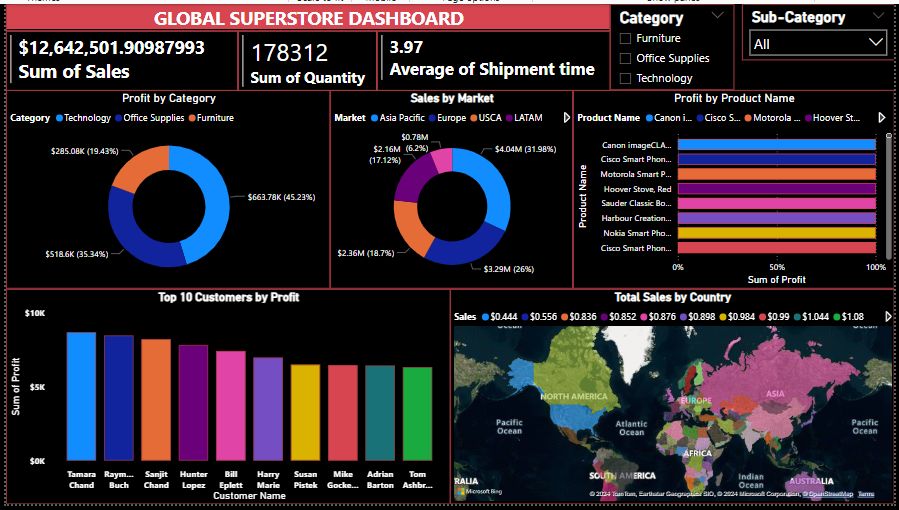 GLOBAL SUPERSTORE DASHBOARD
$12,642,501.90987993
Sum of Sales
178312
Sum of Quantity
3.97
Average of Shipment time
Category
Furniture
Office Supplies
Technology
Sub-Category
All
Profit by Category
Category Technology Office Supplies Furniture
$285.08K (19.43%)
$663.78K (45.23%)
$518.6K (35.34%)
Sales by Market
Market Asia Pacific Europe USCA LATAM
$0.78M
(6.2%)
$2.16M
(17.12%)
$4.04M (31.98%)
$2.36M (18.7%)
$3.29M (26%)
Profit by Product Name
Product Name Canon i... Cisco S... Motorola ... Hoover St...
Product Name
Canon imageCLA...
Cisco Smart Phon...
Motorola Smart P...
Hoover Stove, Red
Sauder Classic Bo...
Harbour Creation...
Nokia Smart Pho...
Cisco Smart Phon...
0% 50% 100%
Sum of Profit
Top 10 Customers by Profit
Sum of Profit
$10K
$5K
$0K
Tamara Chand
Raym... Buch
Sanjit Chand
Hunter Lopez
Bill Eplett
Harry Marie
Susan Pistek
Mike Gocke...
Adrian Barton
Tom Ashbr...
Customer Name
Total Sales by Country
Sales $0.444 $0.556 $0.836 $0.852 $0.876 $0.898 $0.984 $0.99 $1.044 $1.08
NORTH AMERICA
EUROPE
ASIA
Pacific
Ocean
Atlantic
Ocean
Pacific
Ocean
AFRICA
SOUTH AMERICA
Indian
Ocean
RALIA
AUSTRALIA
Microsoft Bing
© 2024 TomTom, Earthstar Geographics SIO, © 2024 Microsoft Corporation, © OpenStreetMap Terms